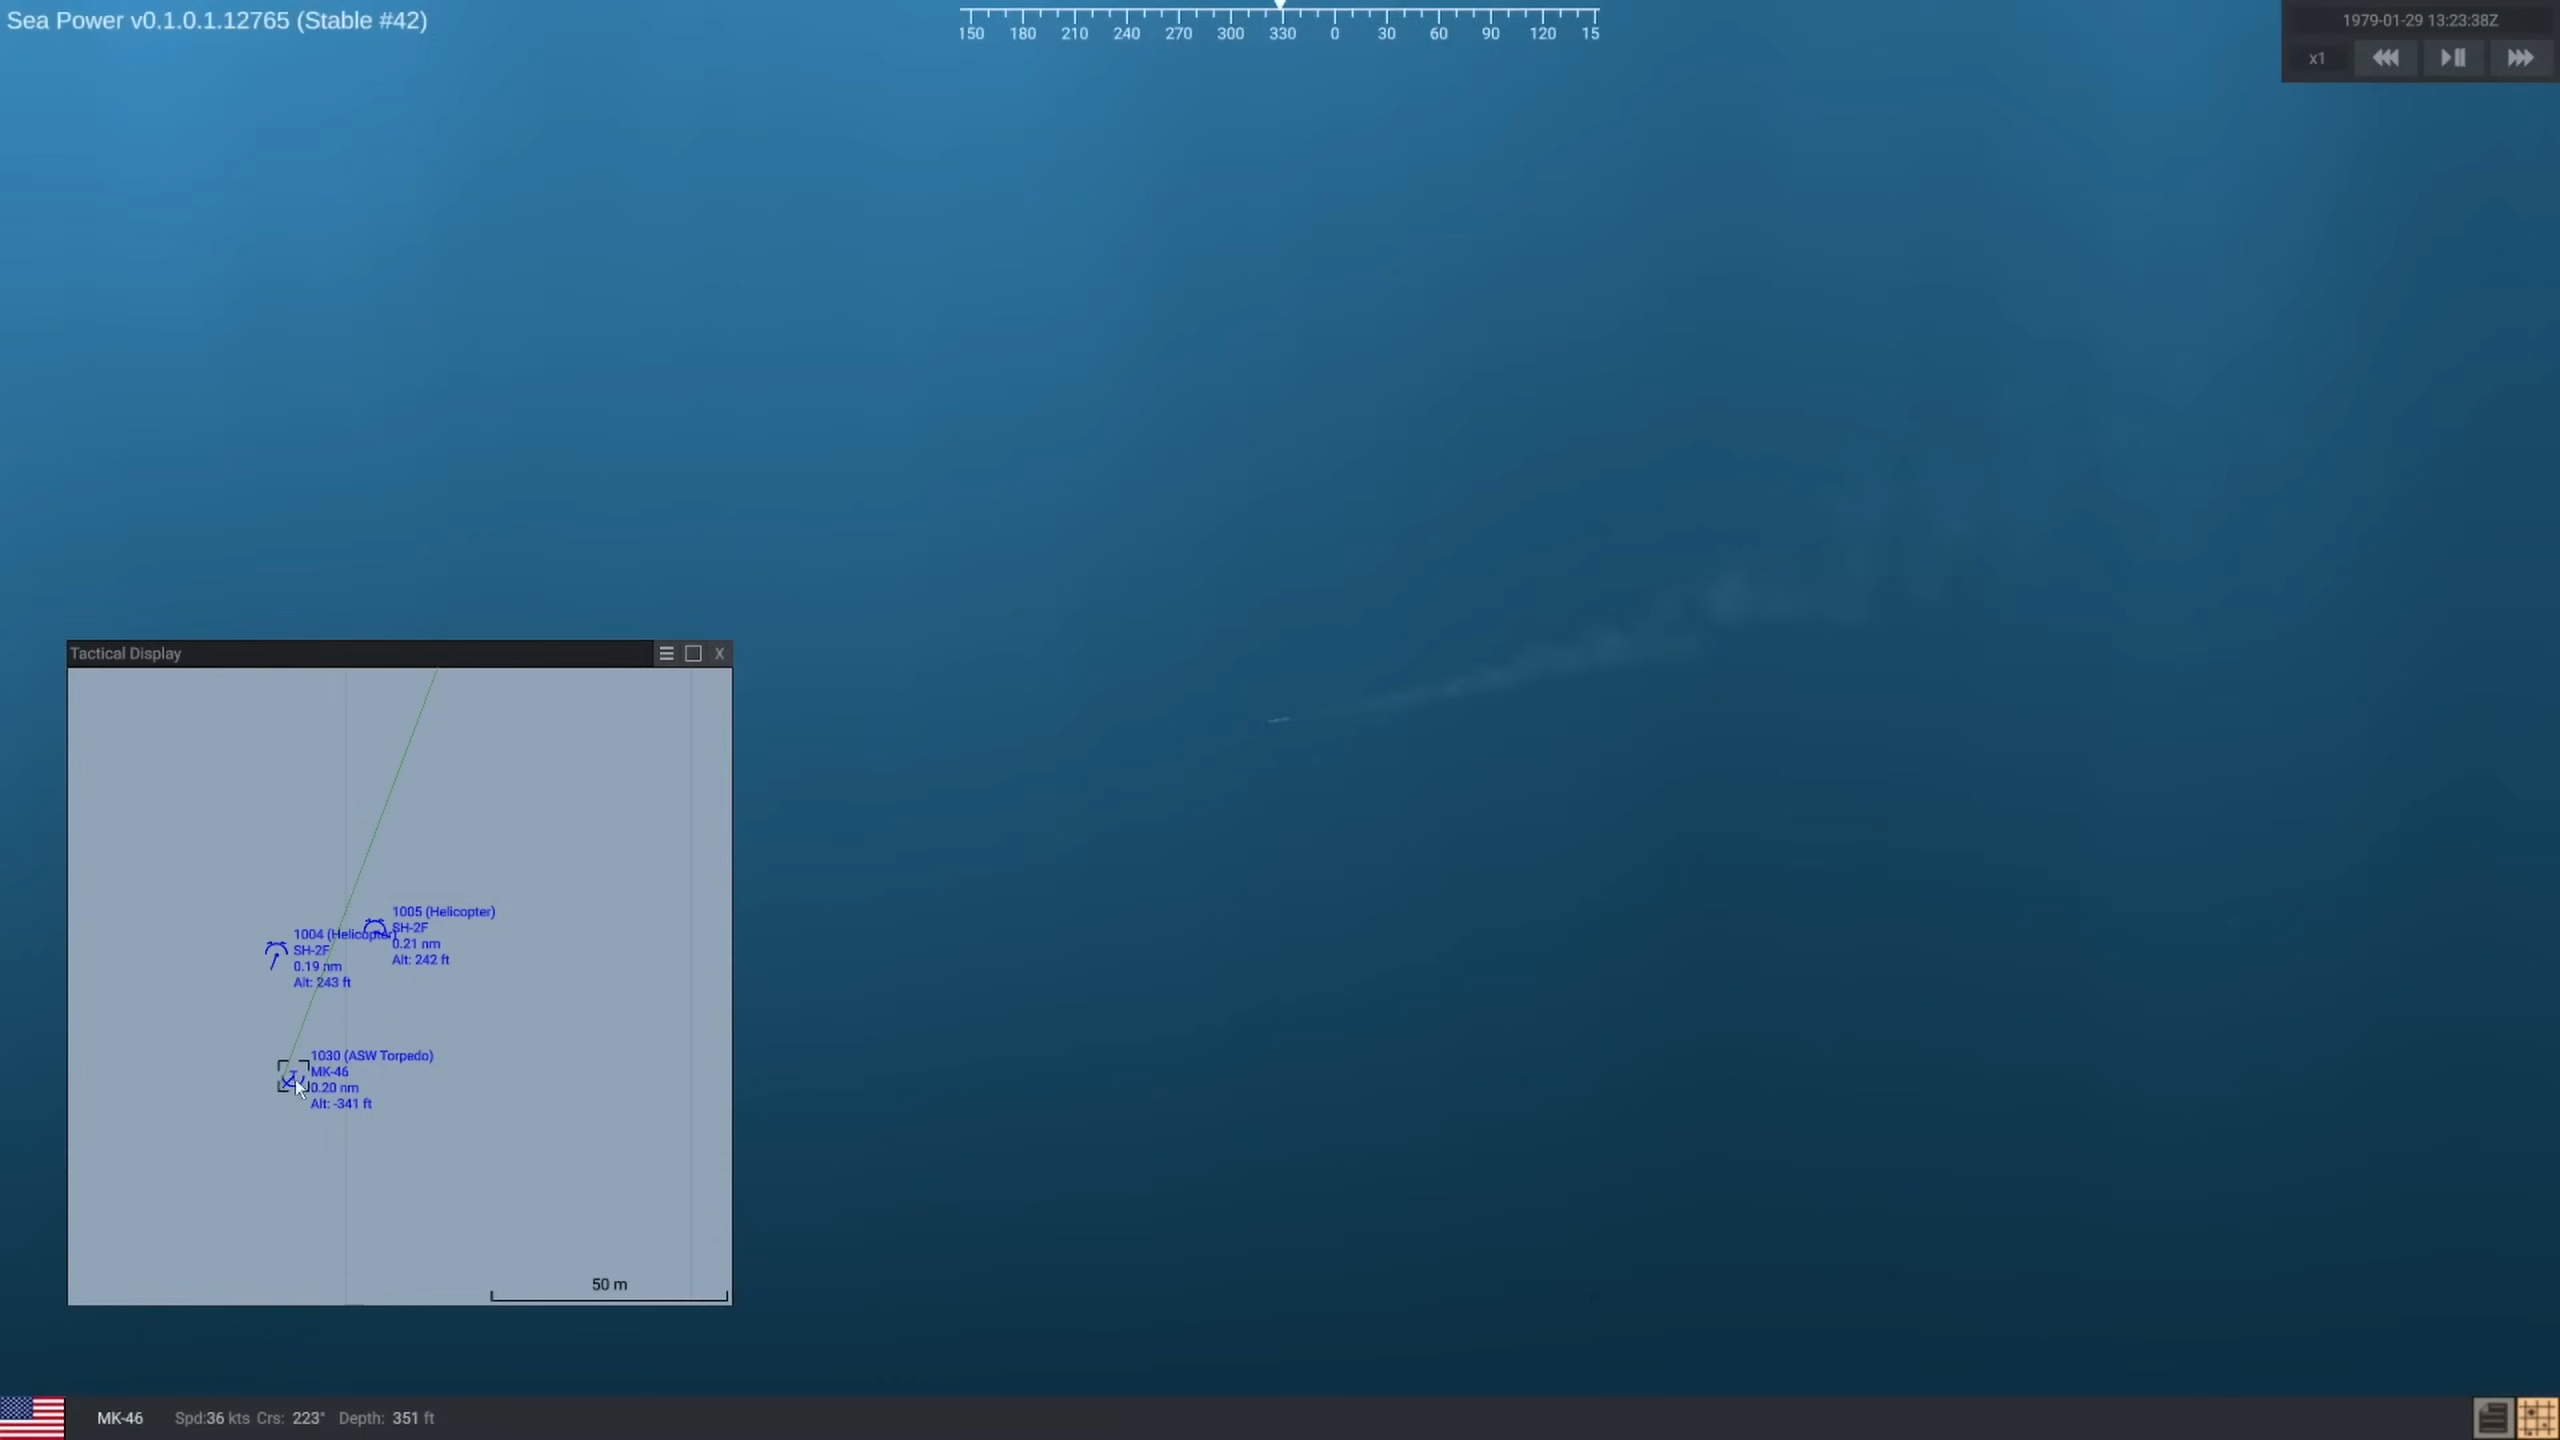 Sea Power v0.1.0.1.12765 (Stable #42)
150 180 210 240 270 300 330 0 30 60 90 120 15
1979-01-29 13:23:38Z
x1
Tactical Display
X
1005 (Helicopter)
SH-2F
0.21 nm
Alt: 242 ft
1004 (Helicopter)
SH-2F
0.19 nm
Alt: 243 ft
1030 (ASW Torpedo)
MK-46
0.20 nm
Alt: -341 ft
50 m
MK-46 Spd:36 kts Crs: 223° Depth: 351 ft